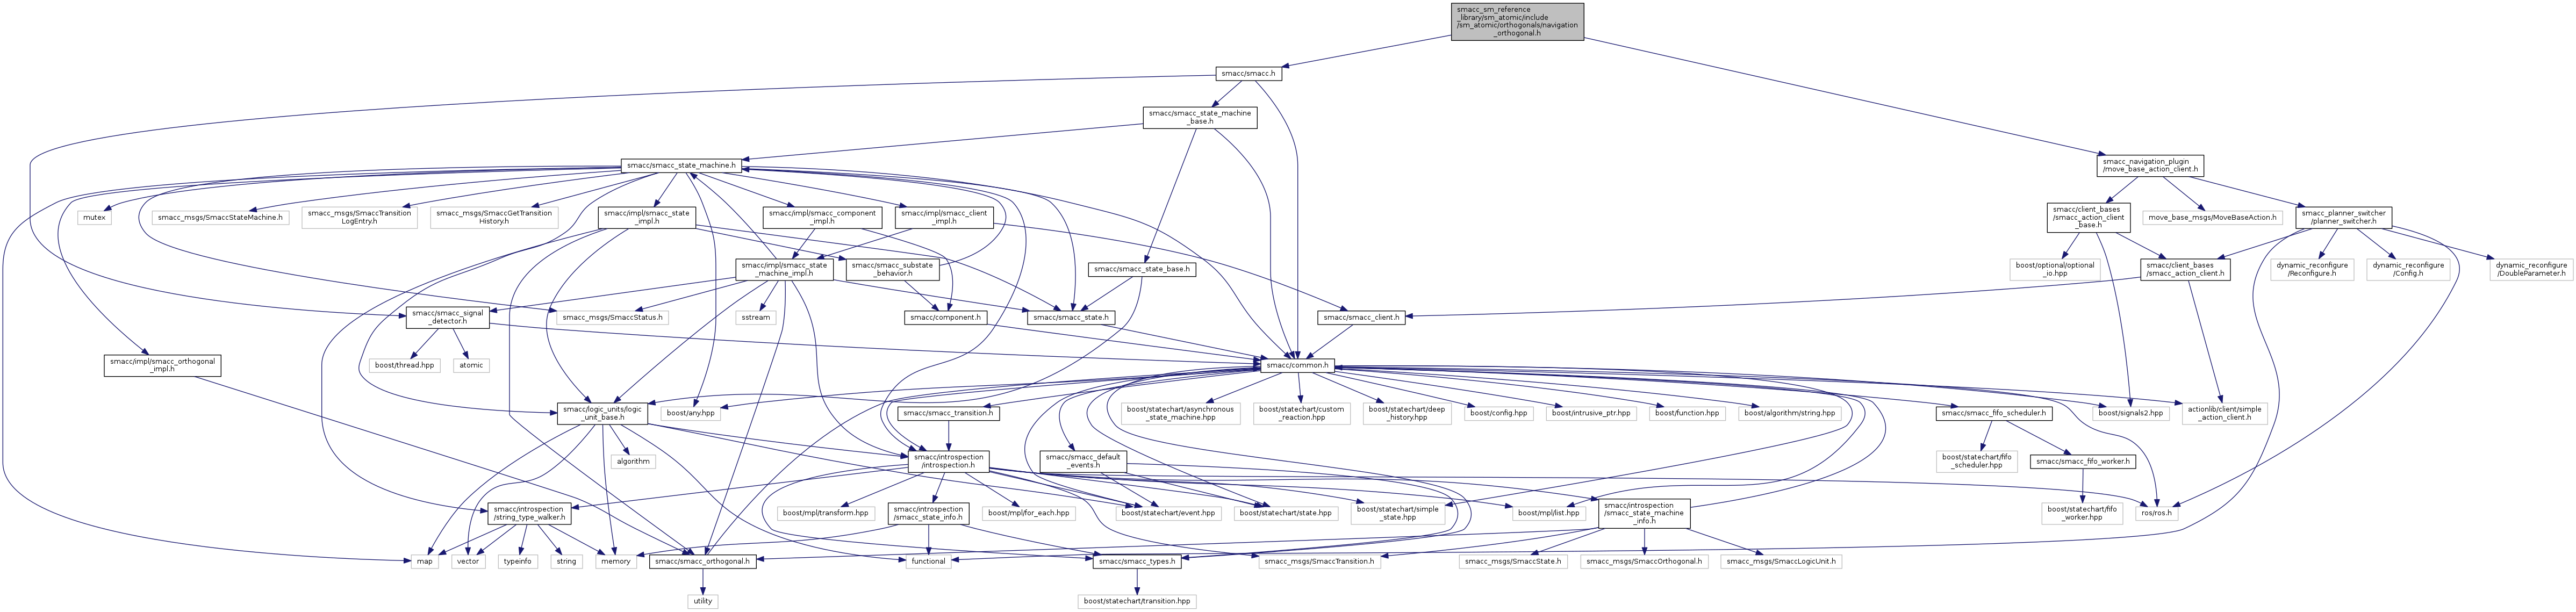 smacc_sm_reference
_library/sm_atomic/include
/sm_atomic/orthogonals/navigation
_orthogonal.h
smacc/smacc.h
smacc/smacc_state_machine
_base.h
smacc/smacc_state_machine.h
smacc_navigation_plugin
/move_base_action_client.h
mutex
smacc_msgs/SmaccStateMachine.h
smacc_msgs/SmaccTransition
LogEntry.h
smacc_msgs/SmaccGetTransition
History.h
smacc/impl/smacc_state
_impl.h
smacc/impl/smacc_component
_impl.h
smacc/impl/smacc_client
_impl.h
smacc/client_bases
/smacc_action_client
_base.h
move_base_msgs/MoveBaseAction.h
smacc_planner_switcher
/planner_switcher.h
smacc/impl/smacc_state
_machine_impl.h
smacc/smacc_substate
_behavior.h
smacc/smacc_state_base.h
boost/optional/optional
_io.hpp
smacc/client_bases
/smacc_action_client.h
dynamic_reconfigure
/Reconfigure.h
dynamic_reconfigure
/Config.h
dynamic_reconfigure
/DoubleParameter.h
smacc/smacc_signal
_detector.h
smacc_msgs/SmaccStatus.h
sstream
smacc/component.h
smacc/smacc_state.h
smacc/smacc_client.h
smacc/impl/smacc_orthogonal
_impl.h
boost/thread.hpp
atomic
smacc/common.h
smacc/logic_units/logic
_unit_base.h
boost/any.hpp
smacc/smacc_transition.h
boost/statechart/asynchronous
_state_machine.hpp
boost/statechart/custom
_reaction.hpp
boost/statechart/deep
_history.hpp
boost/config.hpp
boost/intrusive_ptr.hpp
boost/function.hpp
boost/algorithm/string.hpp
smacc/smacc_fifo_scheduler.h
boost/signals2.hpp
actionlib/client/simple
_action_client.h
algorithm
smacc/introspection
/introspection.h
smacc/smacc_default
_events.h
boost/statechart/fifo
_scheduler.hpp
smacc/smacc_fifo_worker.h
smacc/introspection
/string_type_walker.h
boost/mpl/transform.hpp
smacc/introspection
/smacc_state_info.h
boost/mpl/for_each.hpp
boost/statechart/event.hpp
boost/statechart/state.hpp
boost/statechart/simple
_state.hpp
boost/mpl/list.hpp
smacc/introspection
/smacc_state_machine
_info.h
boost/statechart/fifo
_worker.hpp
ros/ros.h
map
vector
typeinfo
string
memory
smacc/smacc_orthogonal.h
functional
smacc/smacc_types.h
smacc_msgs/SmaccTransition.h
smacc_msgs/SmaccState.h
smacc_msgs/SmaccOrthogonal.h
smacc_msgs/SmaccLogicUnit.h
utility
boost/statechart/transition.hpp